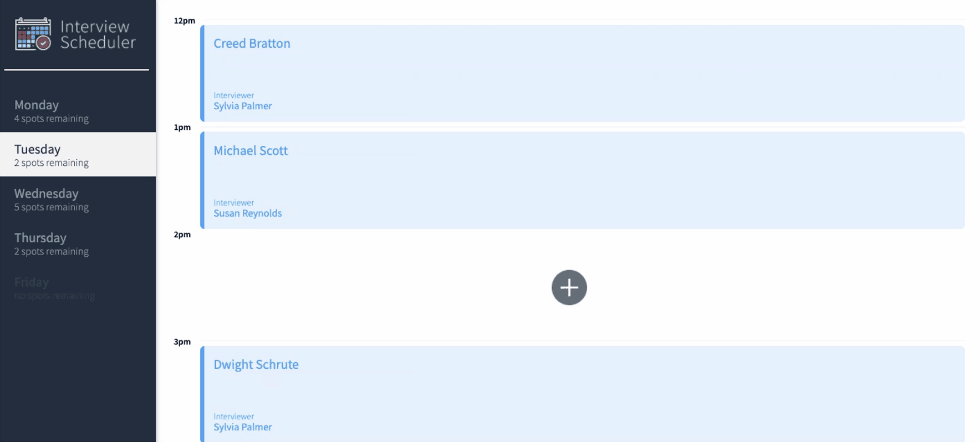 Interview
Scheduler
Monday
4 spots remaining
Tuesday
2 spots remaining
Wednesday
5 spots remaining
Thursday
2 spots remaining
Friday
no spots remaining
12pm
Creed Bratton
Interviewer
Sylvia Palmer
1pm
Michael Scott
Interviewer
Susan Reynolds
2pm
3pm
Dwight Schrute
Interviewer
Sylvia Palmer